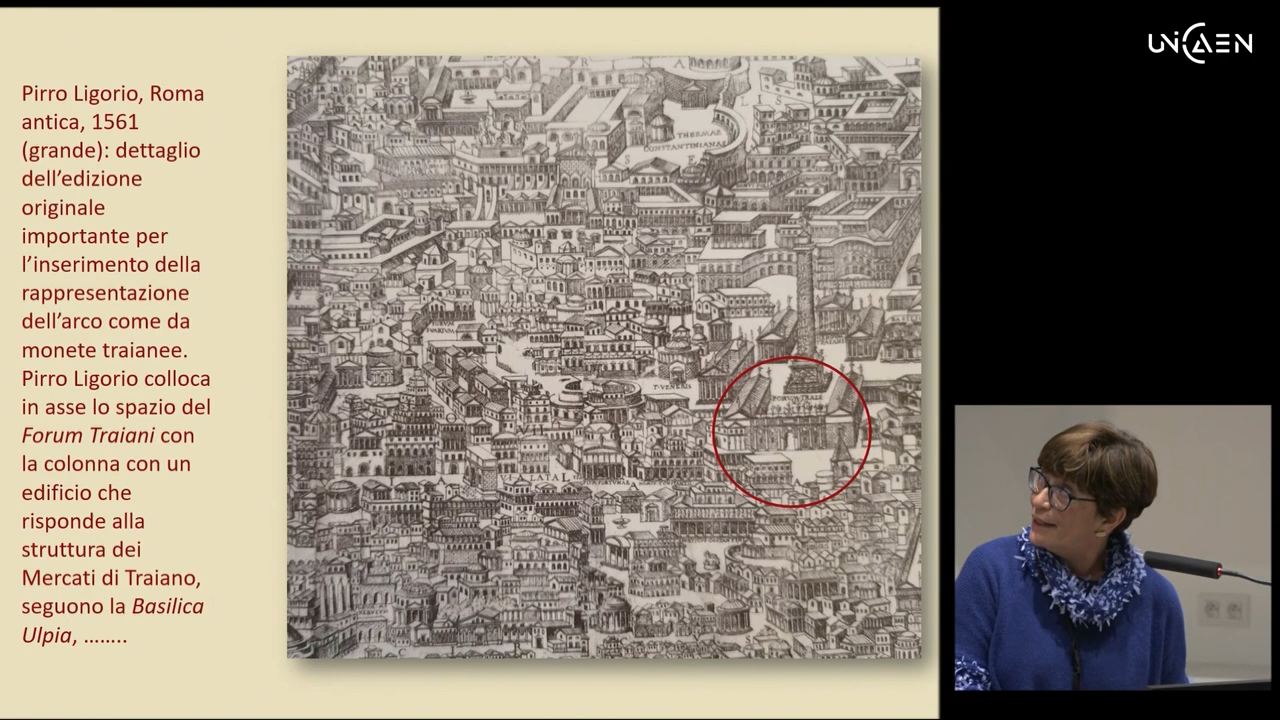 Pirro Ligorio, Roma
antica, 1561
(grande): dettaglio
dell’edizione
originale
importante per
l’inserimento della
rappresentazione
dell’arco come da
monete traianee.
Pirro Ligorio colloca
in asse lo spazio del
Forum Traiani con
la colonna con un
edificio che
risponde alla
struttura dei
Mercati di Traiano,
seguono la Basilica
Ulpia, ........
THERMAE
CONSTANTINIANAE
T·VENERIS
FORUM TRAIE
UNICAEN